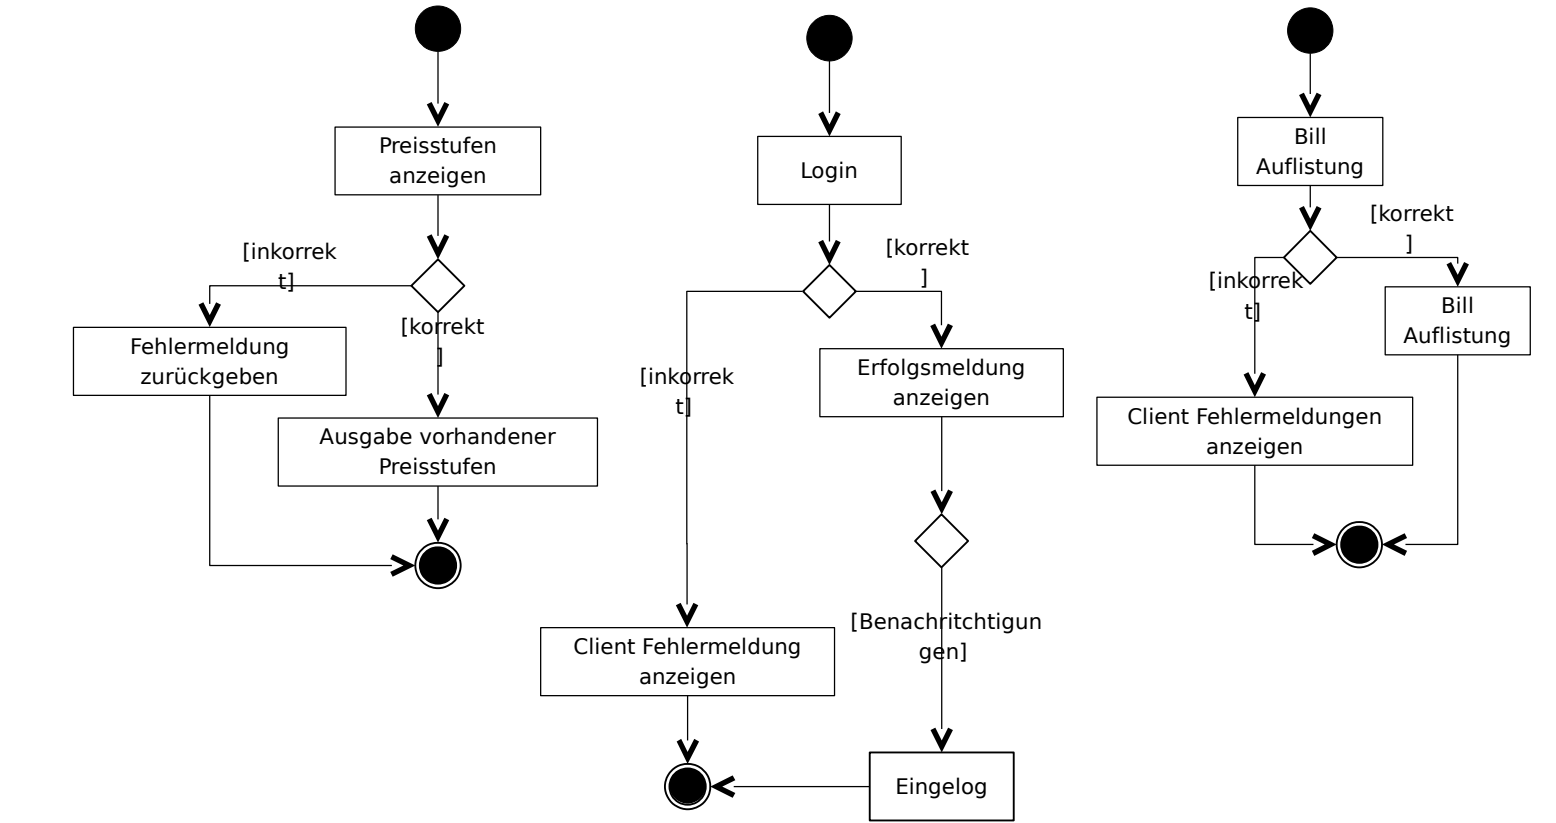 Preisstufen
anzeigen
[inkorrek
t]
[korrekt
]
Fehlermeldung
zurückgeben
Ausgabe vorhandener
Preisstufen
Login
[korrekt
]
[inkorrek
t]
Erfolgsmeldung
anzeigen
[Benachritchtigun
gen]
Client Fehlermeldung
anzeigen
Eingelog
Bill
Auflistung
[korrekt
]
[inkorrek
t]
Bill
Auflistung
Client Fehlermeldungen
anzeigen